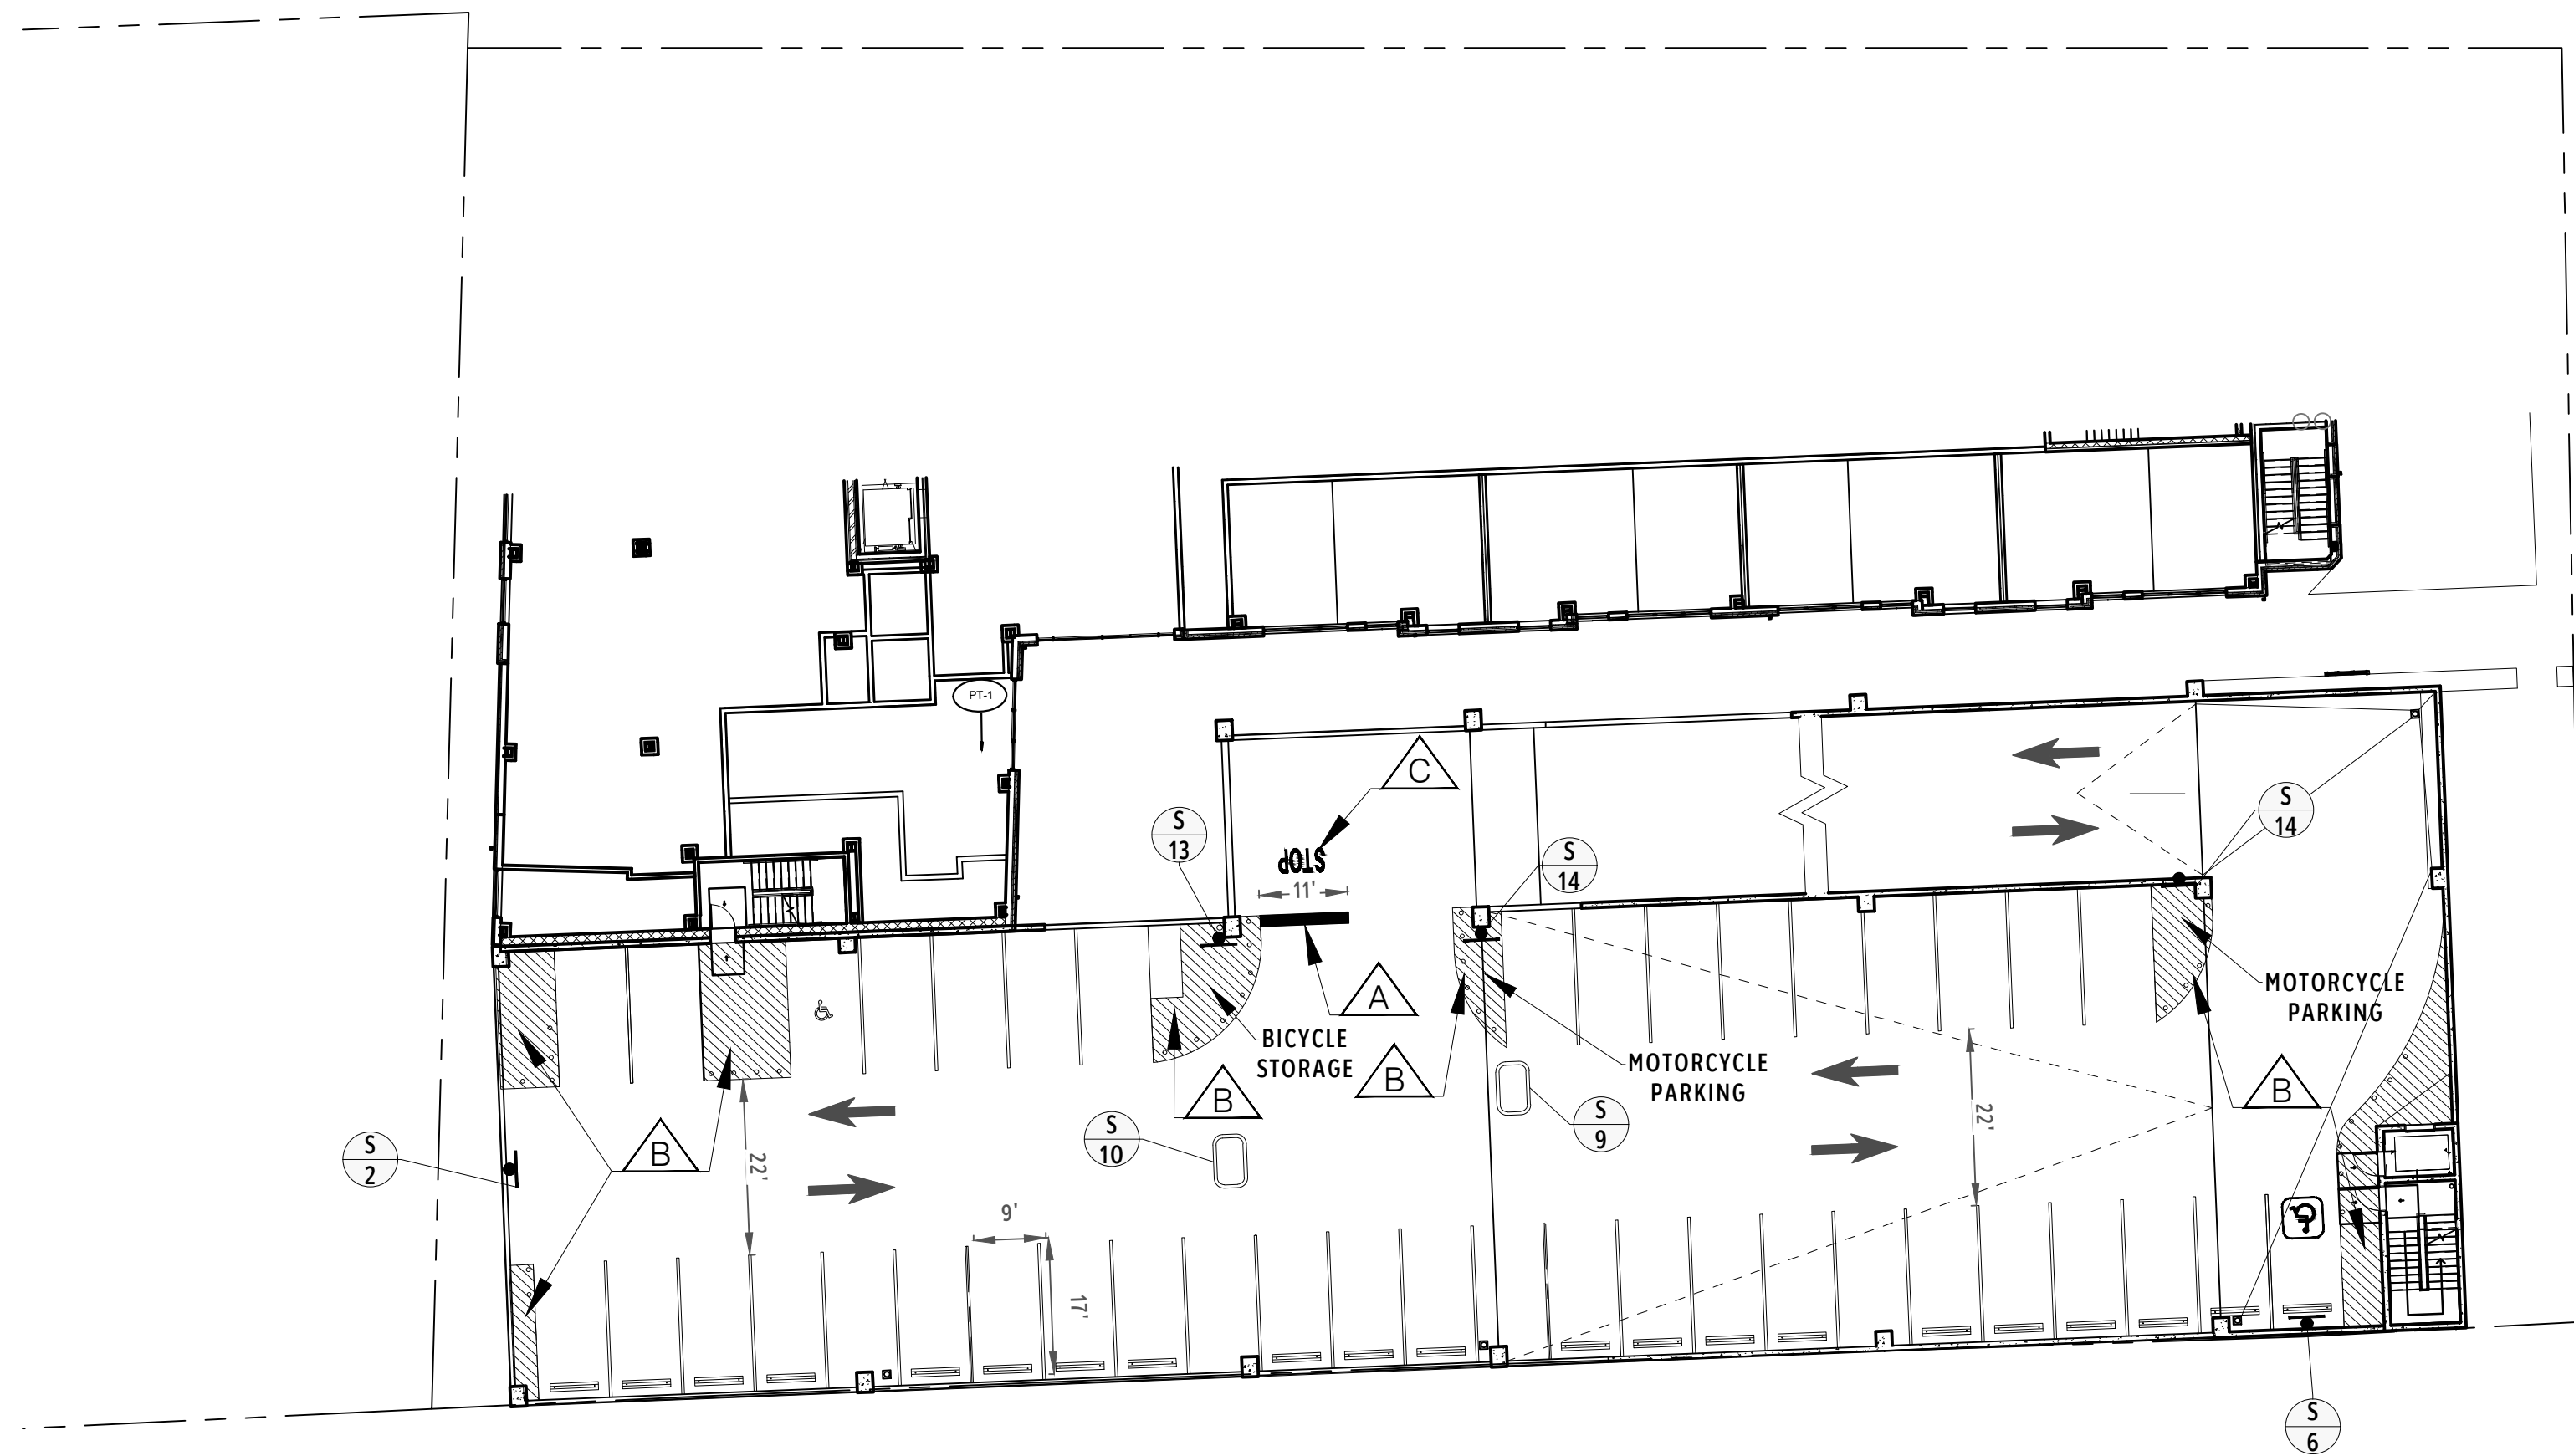 PT-1
C
S
14
S
13
STOP
S
14
11'
A
MOTORCYCLE
PARKING
BICYCLE
STORAGE
B
B
MOTORCYCLE
PARKING
B
S
9
22'
S
10
B
S
2
22'
9'
17'
S
6